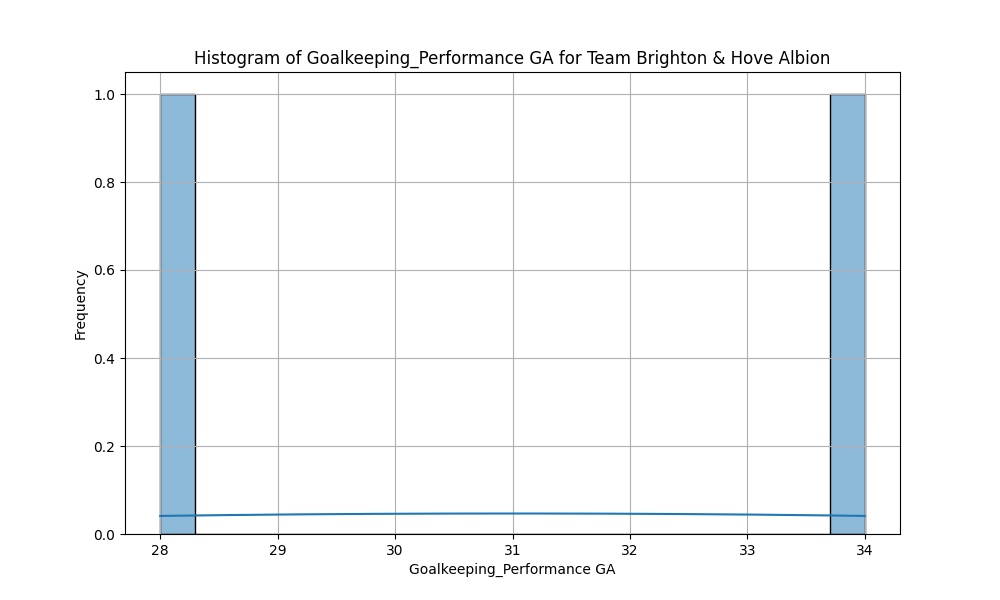 Histogram of Goalkeeping_Performance GA for Team Brighton & Hove Albion
1.0
0.8
0.6
0.4
0.2
0.0
Frequency
28 29 30 31 32 33 34
Goalkeeping_Performance GA